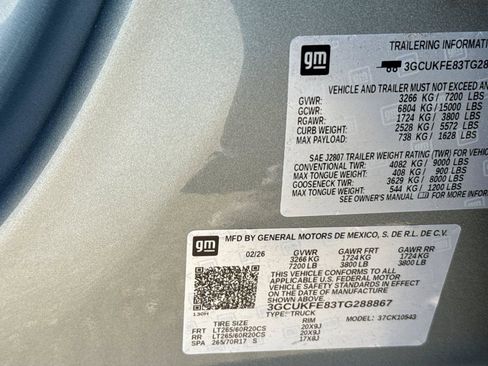 gm
TRAILERING INFORMATI
3GCUKFE83TG288
VEHICLE AND TRAILER MUST NOT EXCEED AN
GVWR: 3266 KG / 7200 LBS
GCWR: 6804 KG / 15000 LBS
RGAWR: 1724 KG / 3800 LBS
CURB WEIGHT: 2528 KG / 5572 LBS
MAX PAYLOAD: 738 KG / 1628 LBS
SAE J2807 TRAILER WEIGHT RATING (TWR) FOR VEHIC
CONVENTIONAL TWR: 4082 KG / 9000 LBS
MAX TONGUE WEIGHT: 408 KG / 900 LBS
GOOSENECK TWR: 3629 KG / 8000 LBS
MAX TONGUE WEIGHT: 544 KG / 1200 LBS
SEE OWNER'S MANUAL
gm
MFD BY GENERAL MOTORS DE MEXICO, S. DE R.L. DE C.V.
02/26 GVWR GAWR FRT GAWR RR
3266 KG 1724 KG 1724 KG
7200 LB 3800 LB 3800 LB
THIS VEHICLE CONFORMS TO ALL
APPLICABLE U.S. FEDERAL MOTOR
VEHICLE SAFETY STANDARDS IN EFFECT ON
THE DATE OF MANUFACTURE SHOWN ABOVE.
3GCUKFE83TG288867
TYPE: TRUCK
TIRE SIZE RIM 37CK10543
FRT LT265/60R20CS 20X9J
RR LT265/60R20CS 20X9J
SPA 265/70R17 S 17X8J